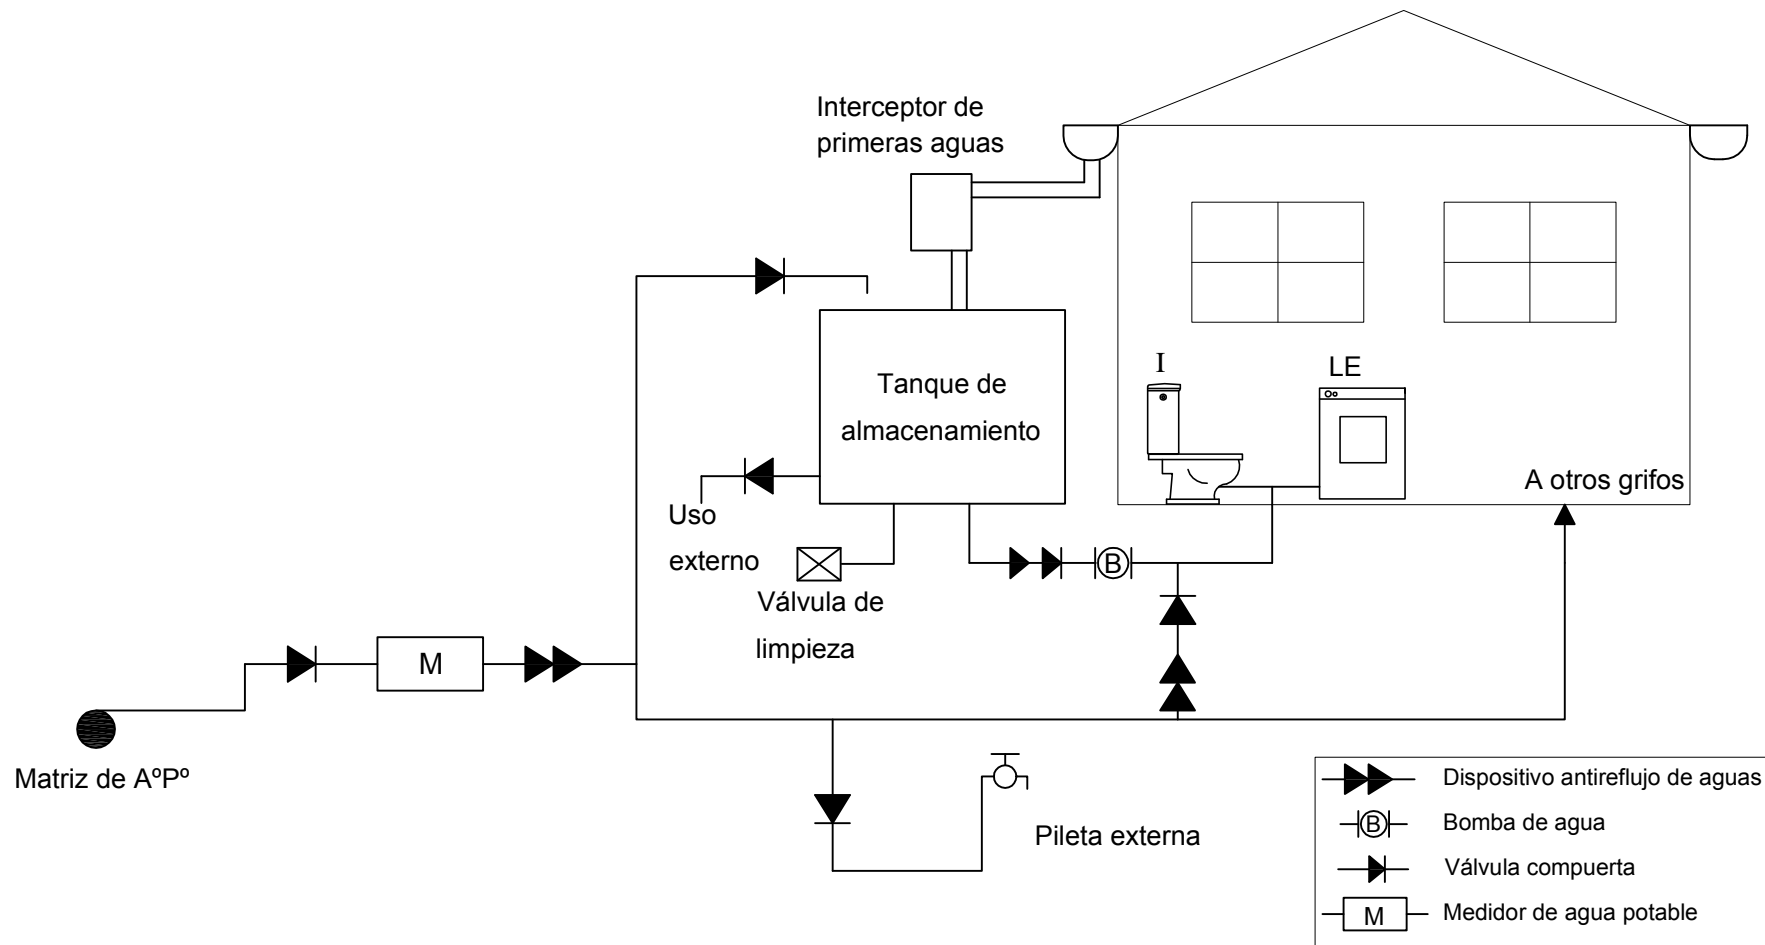 Interceptor de
primeras aguas
Tanque de
almacenamiento
I
LE
A otros grifos
Uso
externo
Válvula de
limpieza
B
M
Matriz de AºPº
Pileta externa
Dispositivo antireflujo de aguas
B
Bomba de agua
Válvula compuerta
M
Medidor de agua potable